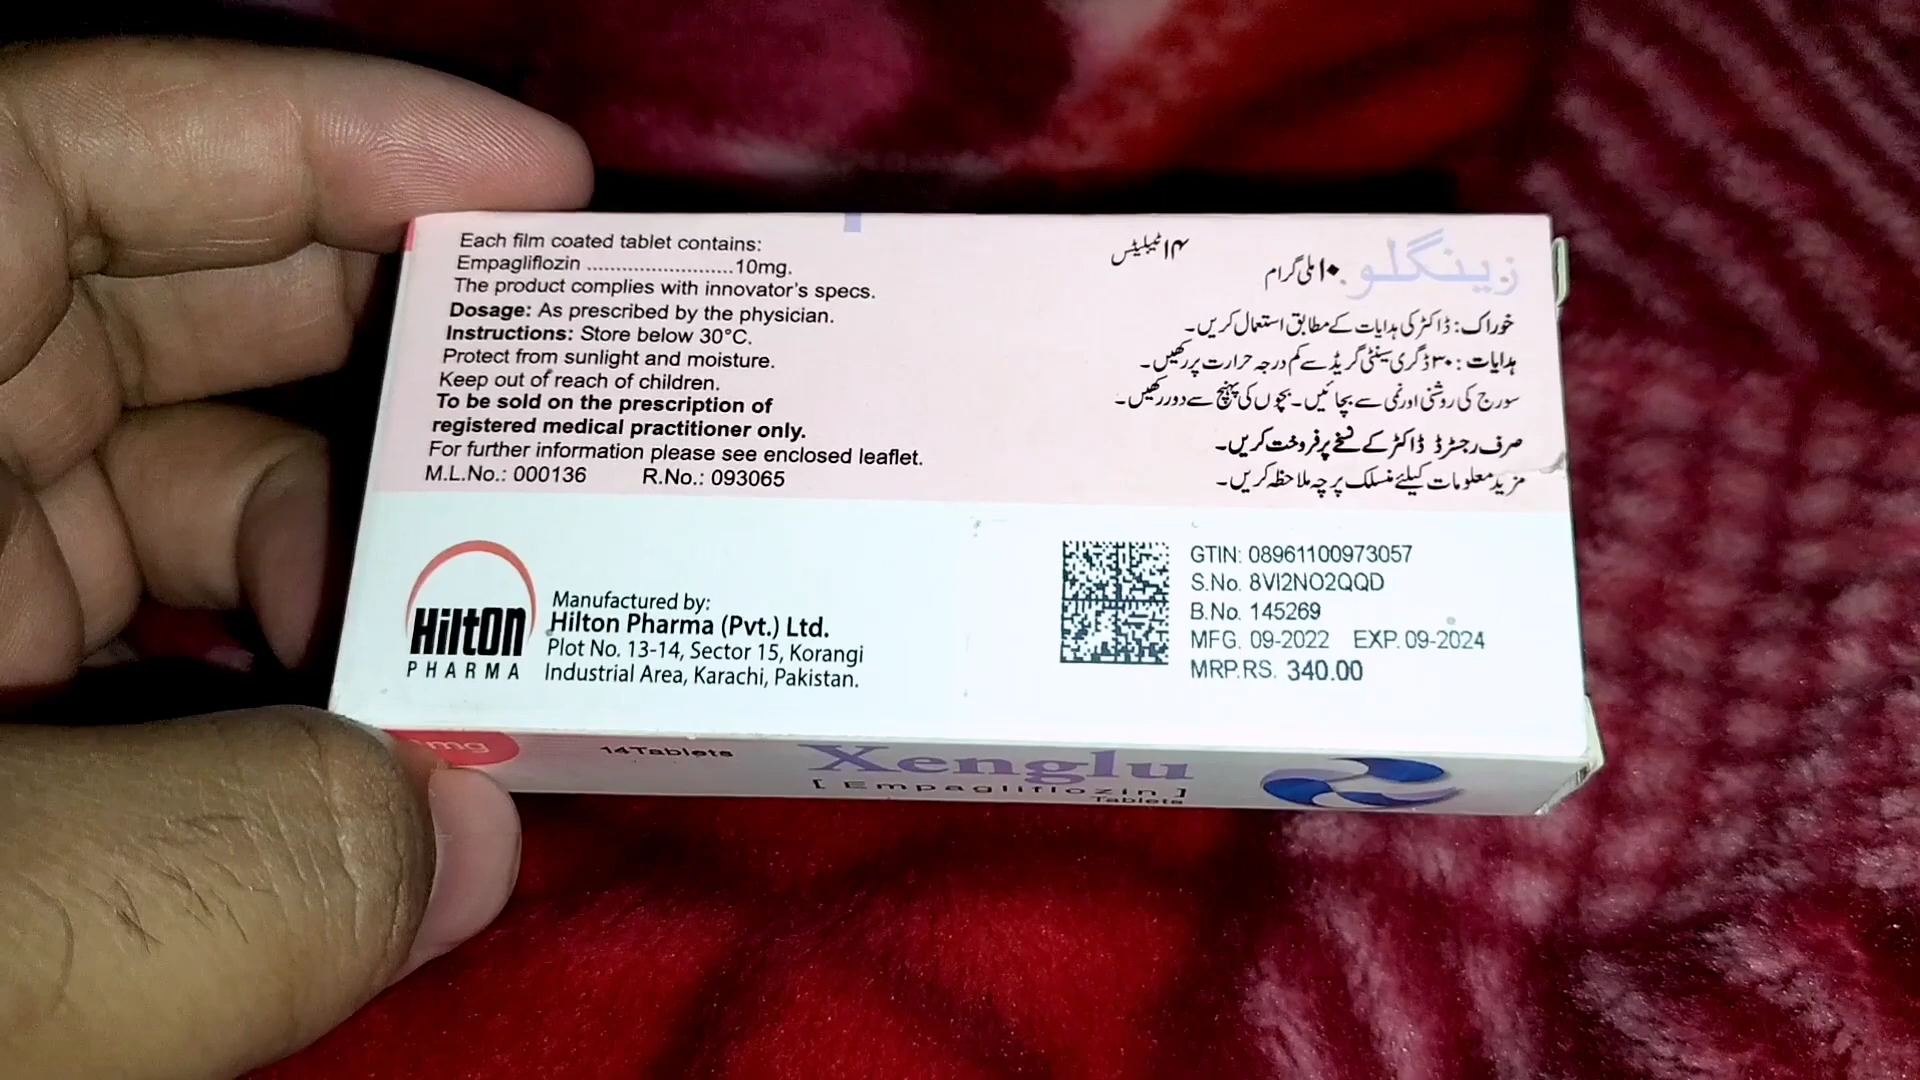 Each film coated tablet contains:
Empagliflozin .........................10mg.
The product complies with innovator's specs.
Dosage: As prescribed by the physician.
Instructions: Store below 30°C.
Protect from sunlight and moisture.
Keep out of reach of children.
To be sold on the prescription of
registered medical practitioner only.
For further information please see enclosed leaflet.
M.L.No.: 000136 R.No.: 093065
زینگلو ۱۰ ملی گرام
۱۴ ٹیبلیٹس
خوراک: ڈاکٹر کی ہدایات کے مطابق استعمال کریں۔
ہدایات: ۳۰ ڈگری سینٹی گریڈ سے کم درجہ حرارت پر رکھیں۔
سورج کی روشنی اور نمی سے بچائیں۔ بچوں کی پہنچ سے دور رکھیں۔
صرف رجسٹرڈ ڈاکٹر کے نسخے پر فروخت کریں۔
مزید معلومات کیلئے منسلک پرچہ ملاحظہ کریں۔
Hilton
PHARMA
Manufactured by:
Hilton Pharma (Pvt.) Ltd.
Plot No. 13-14, Sector 15, Korangi
Industrial Area, Karachi, Pakistan.
GTIN: 08961100973057
S.No. 8VI2NO2QQD
B.No. 145269
MFG. 09-2022 EXP. 09-2024
MRP.RS. 340.00
mg
14Tablets
Xenglu
[ Empagliflozin ]
Tablets